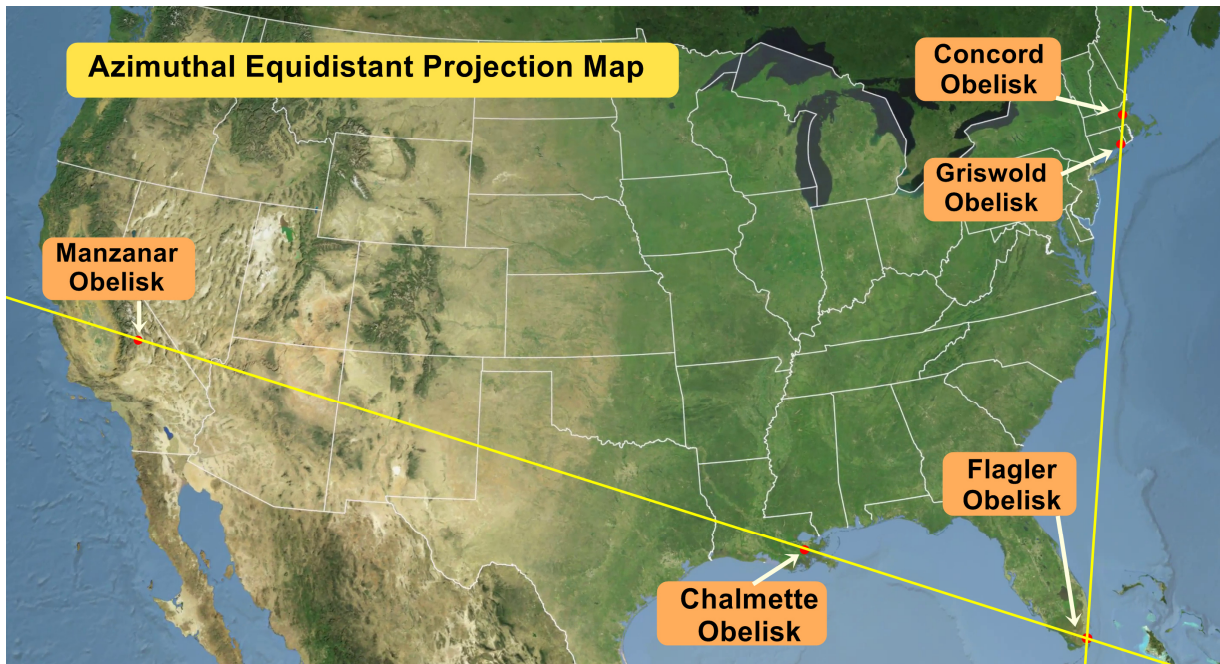 Azimuthal Equidistant Projection Map
Concord
Obelisk
Griswold
Obelisk
Manzanar
Obelisk
Flagler
Obelisk
Chalmette
Obelisk